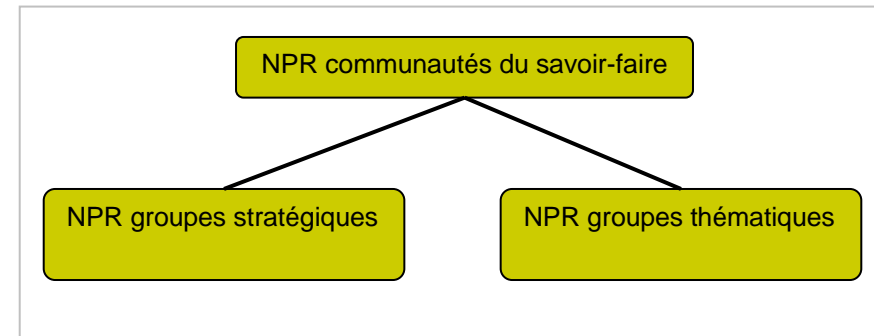 NPR communautés du savoir-faire
NPR groupes stratégiques
NPR groupes thématiques